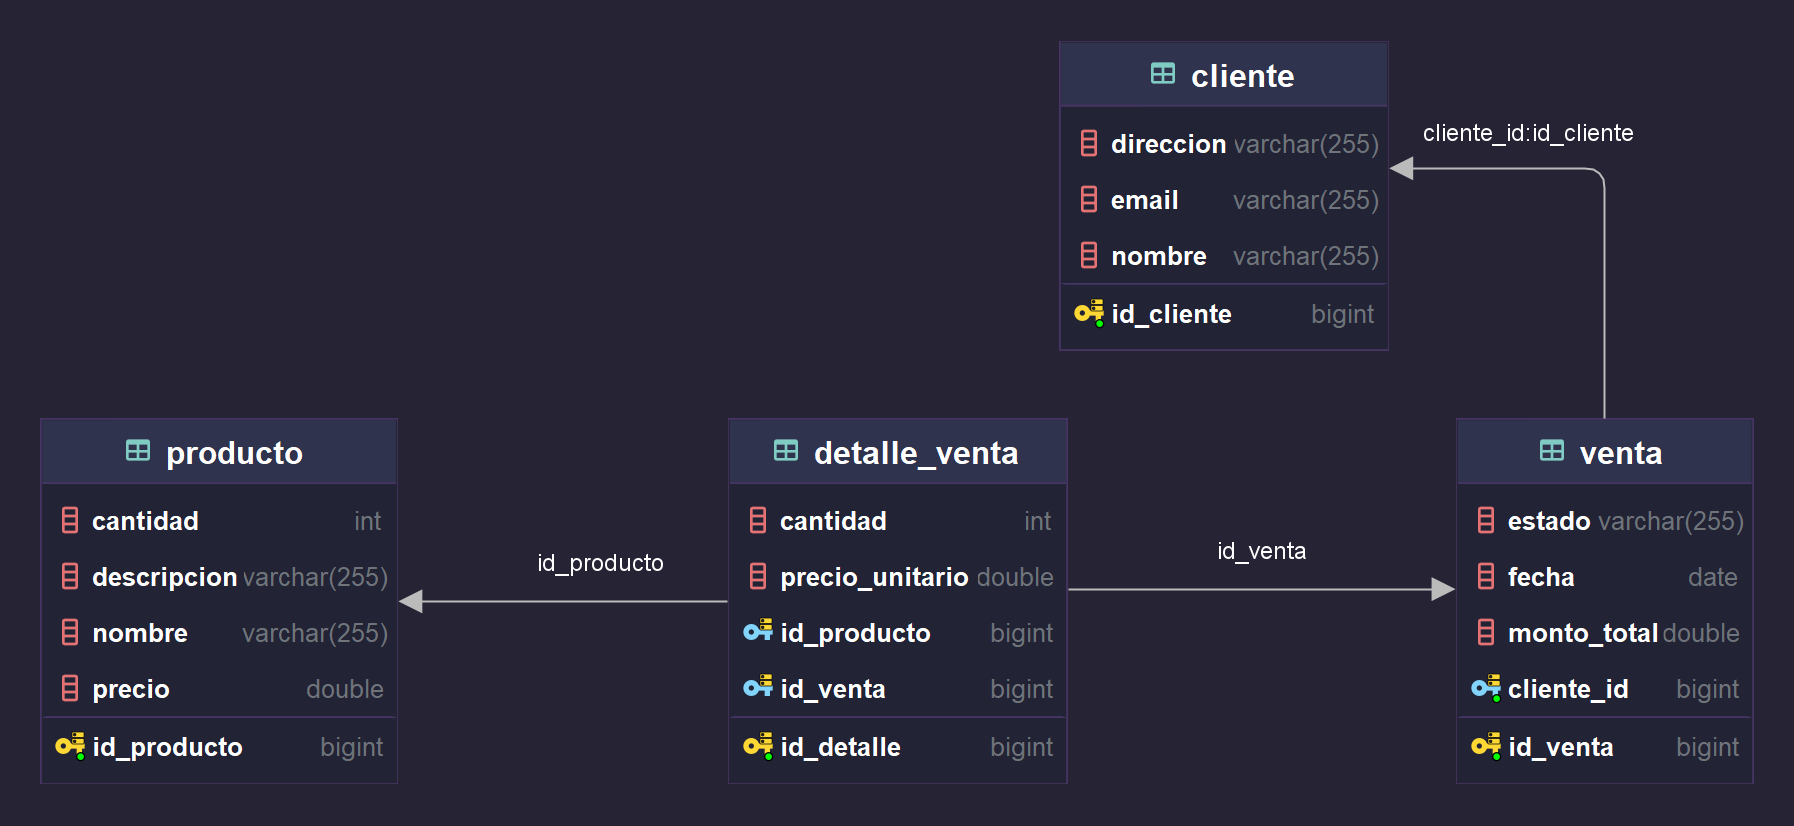 cliente
direccion varchar(255)
email varchar(255)
nombre varchar(255)
id_cliente bigint
cliente_id:id_cliente
producto
cantidad int
descripcion varchar(255)
nombre varchar(255)
precio double
id_producto bigint
id_producto
detalle_venta
cantidad int
precio_unitario double
id_producto bigint
id_venta bigint
id_detalle bigint
id_venta
venta
estado varchar(255)
fecha date
monto_total double
cliente_id bigint
id_venta bigint